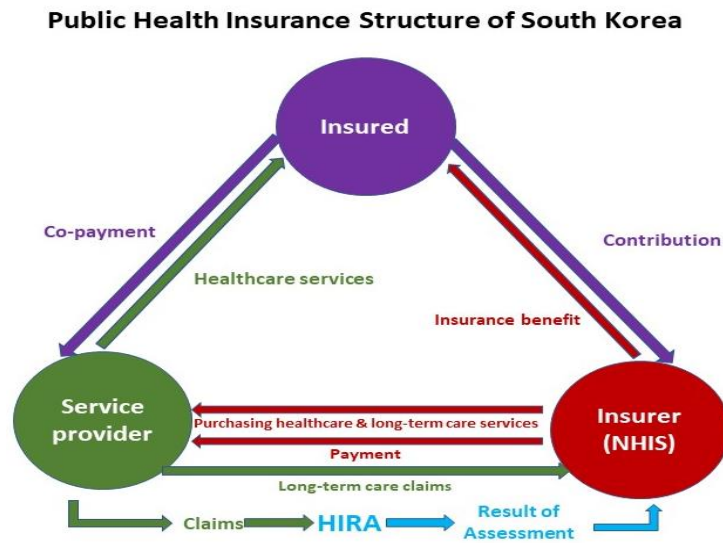 Public Health Insurance Structure of South Korea
Insured
Co-payment
Contribution
Healthcare services
Insurance benefit
Service
provider
Insurer
(NHIS)
Purchasing healthcare & long-term care services
Payment
Long-term care claims
Claims
HIRA
Result of
Assessment